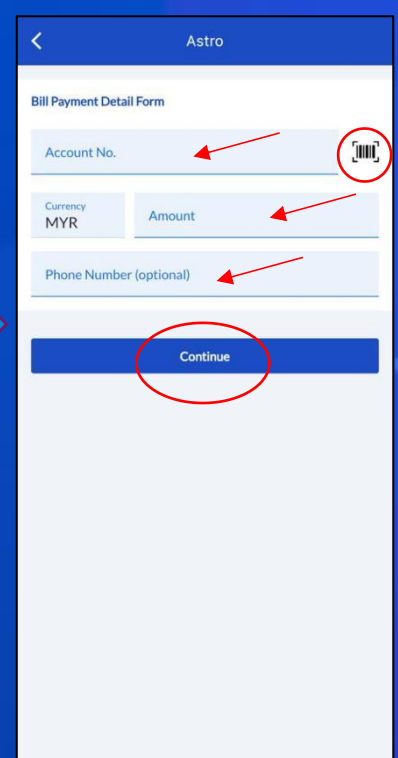 Astro
Bill Payment Detail Form
Account No.
Currency
MYR
Amount
Phone Number (optional)
Continue